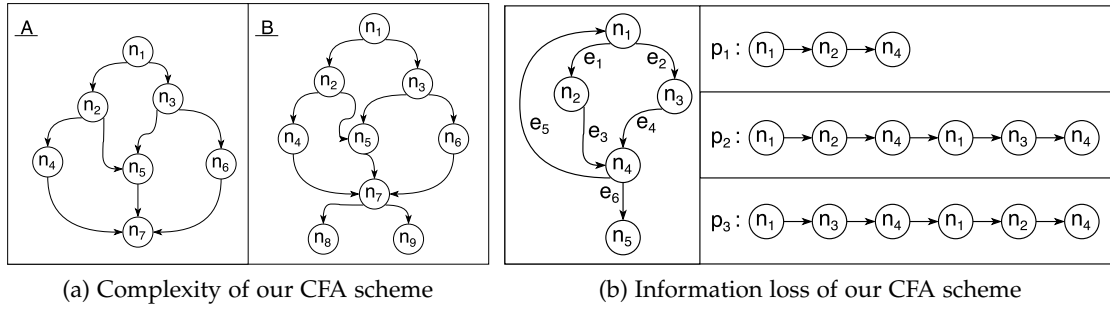 A
n1
n2
n3
n4
n5
n6
n7
B
n1
n2
n3
n4
n5
n6
n7
n8
n9
n1
e1
e2
n2
n3
e5
e3
e4
n4
e6
n5
p1 : n1 n2 n4
p2 : n1 n2 n4 n1 n3 n4
p3 : n1 n3 n4 n1 n2 n4
(a) Complexity of our CFA scheme
(b) Information loss of our CFA scheme